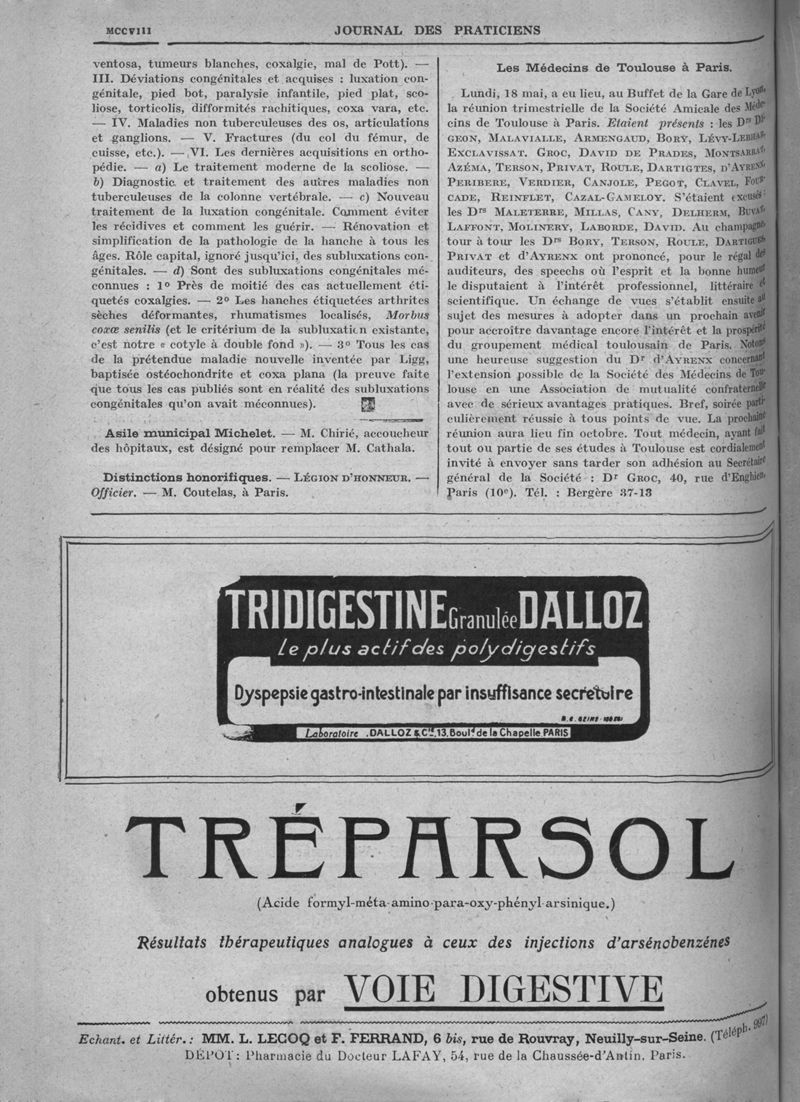 MCCVIII
JOURNAL DES PRATICIENS
ventosa, tumeurs blanches, coxalgie, mal de Pott). —
III. Déviations congénitales et acquises : luxation con-
génitale, pied bot, paralysie infantile, pied plat, sco-
liose, torticolis, difformités rachitiques, coxa vara, etc.
— IV. Maladies non tuberculeuses des os, articulations
et ganglions. — V. Fractures (du col du fémur, de
cuisse, etc.). — VI. Les dernières acquisitions en ortho-
pédie. — a) Le traitement moderne de la scoliose. —
b) Diagnostic et traitement des autres maladies non
tuberculeuses de la colonne vertébrale. — c) Nouveau
traitement de la luxation congénitale. Comment éviter
les récidives et comment les guérir. — Rénovation et
simplification de la pathologie de la hanche à tous les
âges. Rôle capital, ignoré jusqu'ici, des subluxations con-
génitales. — d) Sont des subluxations congénitales mé-
connues : 1º Près de moitié des cas actuellement éti-
quetés coxalgies. — 2º Les hanches étiquetées arthrites
sèches déformantes, rhumatismes localisés, Morbus
coxœ senilis (et le critérium de la subluxation existante,
c'est notre « cotyle à double fond »). — 3º Tous les cas
de la prétendue maladie nouvelle inventée par Ligg,
baptisée ostéochondrite et coxa plana (la preuve faite
que tous les cas publiés sont en réalité des subluxations
congénitales qu'on avait méconnues).
Asile municipal Michelet. — M. Chirié, accoucheur
des hôpitaux, est désigné pour remplacer M. Cathala.
Distinctions honorifiques. — LÉGION D'HONNEUR. —
Officier. — M. Coutelas, à Paris.
Les Médecins de Toulouse à Paris.
Lundi, 18 mai, a eu lieu, au Buffet de la Gare de Lyon,
la réunion trimestrielle de la Société Amicale des Méde-
cins de Toulouse à Paris. Etaient présents : les Drs DI-
GEON, MALAVIALLE, ARMENGAUD, BORY, LÉVY-LEBHAR,
EXCLAVISSAT. GROC, DAVID DE PRADES, MONTSARRAT,
AZÉMA, TERSON, PRIVAT, ROULE, DARTIGTES, D'AYRENX,
PERIBERE, VERDIER, CANJOLE, PEGOT, CLAVEL, FOUR-
CADE, REINFLET, CAZAL-GAMELOY. S'étaient excusés :
les Drs MALETERRE, MILLAS, CANY, DELHERM, BUVAT,
LAFFONT, MOLINERY, LABORDE, DAVID. Au champagne,
tour à tour les Drs BORY, TERSON, ROULE, DARTIGUES,
PRIVAT et D'AYRENX ont prononcé, pour le régal des
auditeurs, des speechs où l'esprit et la bonne humeur
le disputaient à l'intérêt professionnel, littéraire et
scientifique. Un échange de vues s'établit ensuite au
sujet des mesures à adopter dans un prochain avenir
pour accroître davantage encore l'intérêt et la prospérité
du groupement médical toulousain de Paris. Notons
une heureuse suggestion du Dr d'AYRENX concernant
l'extension possible de la Société des Médecins de Tou-
louse en une Association de mutualité confraternelle
avec de sérieux avantages pratiques. Bref, soirée parti-
culièrement réussie à tous points de vue. La prochaine
réunion aura lieu fin octobre. Tout médecin, ayant fait
tout ou partie de ses études à Toulouse est cordialement
invité à envoyer sans tarder son adhésion au Secrétaire
général de la Société : Dr GROC, 40, rue d'Enghien,
Paris (10e). Tél. : Bergère 37-13
TRIDIGESTINE Granulée DALLOZ
Le plus actif des polydigestifs
Dyspepsie gastro-intestinale par insuffisance secretoire
Laboratoire .DALLOZ & Cie,13,Bould de la Chapelle PARIS
TRÉPARSOL
(Acide formyl-méta-amino-para-oxy-phényl-arsinique.)
Résultats thérapeutiques analogues à ceux des injections d'arsénobenzénes
obtenus par VOIE DIGESTIVE
Echant. et Littér. : MM. L. LECOQ et F. FERRAND, 6 bis, rue de Rouvray, Neuilly-sur-Seine. (Téléph. 997)
DÉPOT : Pharmacie du Docteur LAFAY, 54, rue de la Chaussée-d'Antin, Paris.